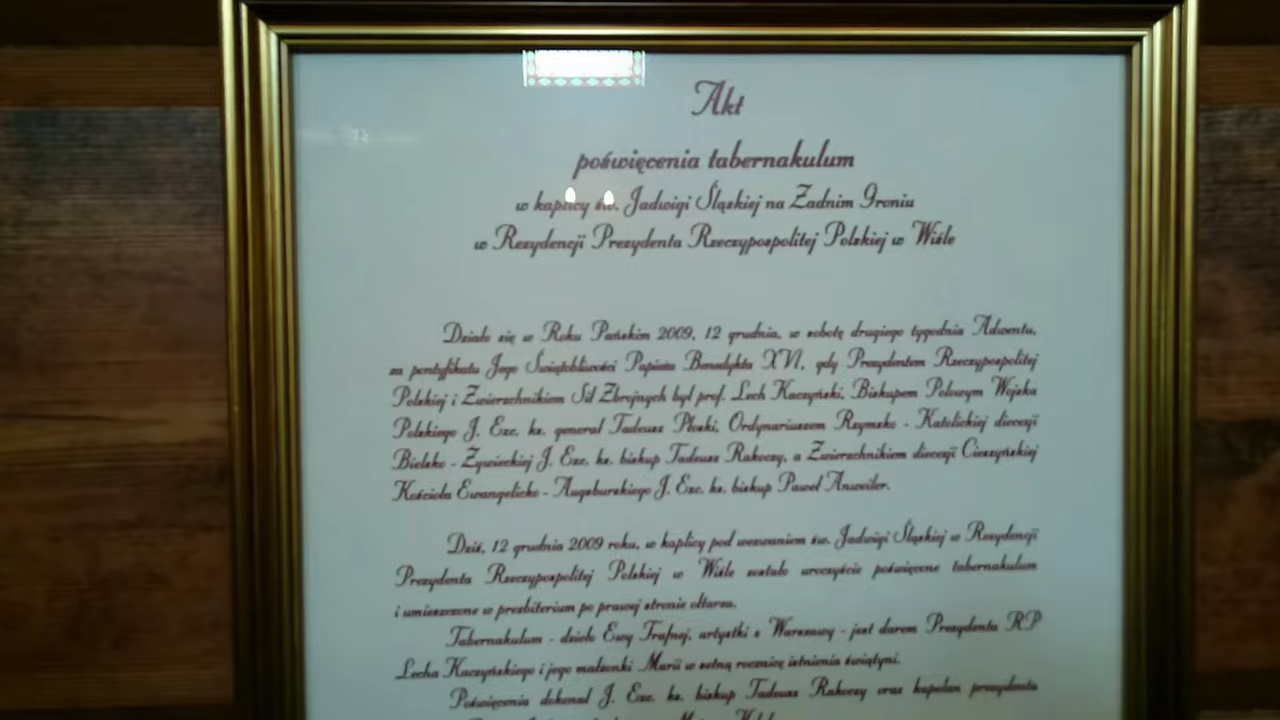 Akt
poświęcenia tabernakulum
w kaplicy św. Jadwigi Śląskiej na Zadnim Groniu
w Rezydencji Prezydenta Rzeczypospolitej Polskiej w Wiśle
Działo się w Roku Pańskim 2009, 12 grudnia, w sobotę drugiego tygodnia Adwentu,
za pontyfikatu Jego Świątobliwości Papieża Benedykta XVI, gdy Prezydentem Rzeczypospolitej
Polskiej i Zwierzchnikiem Sił Zbrojnych był prof. Lech Kaczyński, Biskupem Polowym Wojska
Polskiego J. Exc. ks. generał Tadeusz Płoski, Ordynariuszem Rzymsko - Katolickiej diecezji
Bielsko - Żywieckiej J. Exc. ks. biskup Tadeusz Rakoczy, a Zwierzchnikiem diecezji Cieszyńskiej
Kościoła Ewangelicko - Augsburskiego J. Exc. ks. biskup Paweł Anweiler.
Dziś, 12 grudnia 2009 roku, w kaplicy pod wezwaniem św. Jadwigi Śląskiej w Rezydencji
Prezydenta Rzeczypospolitej Polskiej w Wiśle zostało uroczyście poświęcone tabernakulum
i umieszczone w prezbiterium po prawej stronie ołtarza.
Tabernakulum - dzieło Ewy Trafnej, artystki z Warszawy - jest darem Prezydenta RP
Lecha Kaczyńskiego i jego małżonki Marii w setną rocznicę istnienia świątyni.
Poświęcenia dokonał J. Exc. ks. biskup Tadeusz Rakoczy oraz kapelan prezydenta